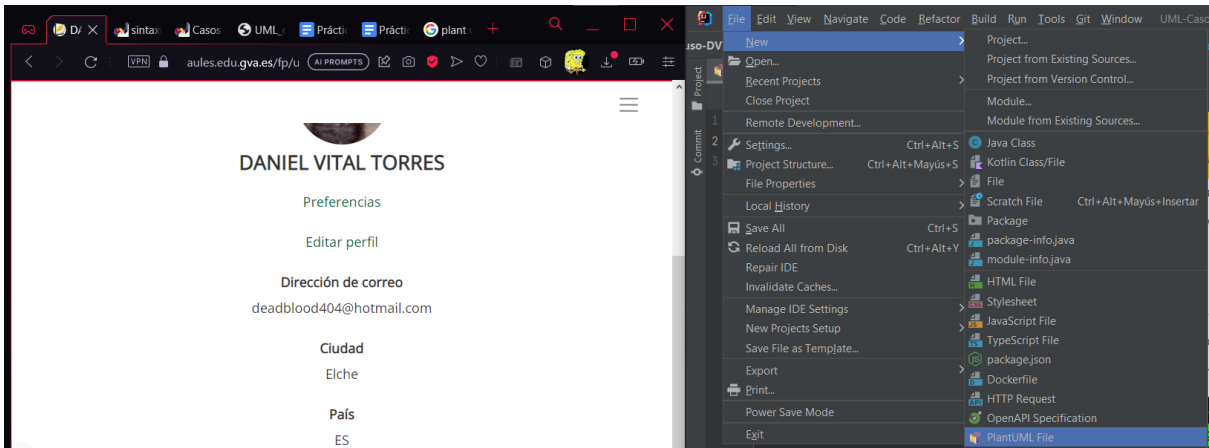 DA
sintax
Casos
UML_
Práctic
Práctic
plant u
VPN
aules.edu.gva.es/fp/u
AI PROMPTS
DANIEL VITAL TORRES
Preferencias
Editar perfil
Dirección de correo
deadblood404@hotmail.com
Ciudad
Elche
País
ES
File Edit View Navigate Code Refactor Build Run Tools Git Window UML-Caso
uso-DV
Project
Commit
1
2
3
New
Open...
Recent Projects
Close Project
Remote Development...
Settings... Ctrl+Alt+S
Project Structure... Ctrl+Alt+Mayús+S
File Properties
Local History
Save All Ctrl+S
Reload All from Disk Ctrl+Alt+Y
Repair IDE
Invalidate Caches...
Manage IDE Settings
New Projects Setup
Save File as Template...
Export
Print...
Power Save Mode
Exit
Project...
Project from Existing Sources...
Project from Version Control...
Module...
Module from Existing Sources...
Java Class
Kotlin Class/File
File
Scratch File Ctrl+Alt+Mayús+Insertar
Package
package-info.java
module-info.java
HTML File
Stylesheet
JavaScript File
TypeScript File
package.json
Dockerfile
HTTP Request
OpenAPI Specification
PlantUML File